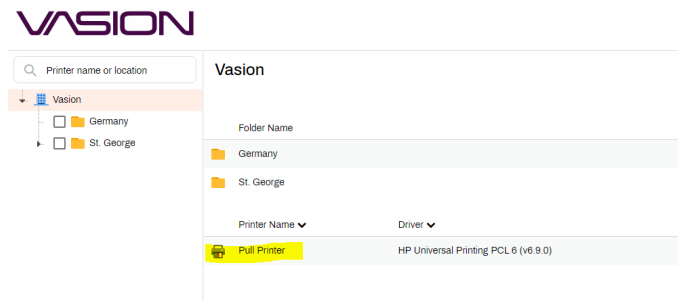 VASION
Printer name or location
Vasion
Germany
St. George
Vasion
Folder Name
Germany
St. George
Printer Name Driver
Pull Printer HP Universal Printing PCL 6 (v6.9.0)